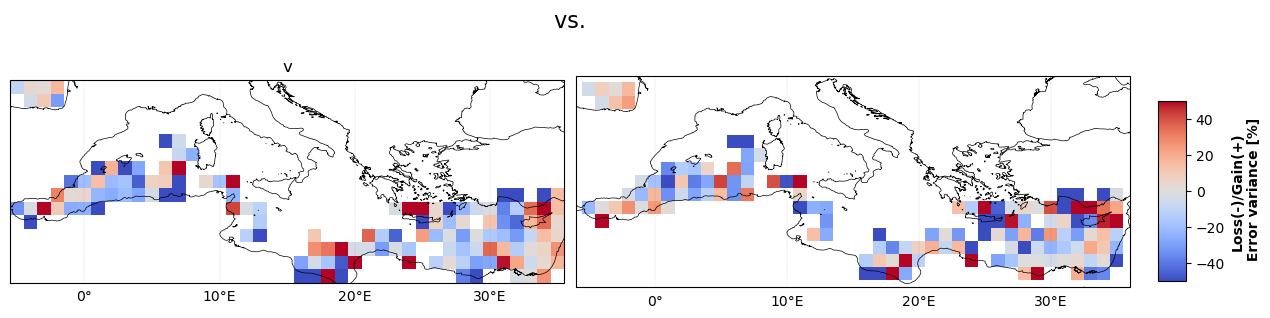 vs.
v
0° 10°E 20°E 30°E
0° 10°E 20°E 30°E
40
20
0
−20
−40
Loss(-)/Gain(+)
Error variance [%]